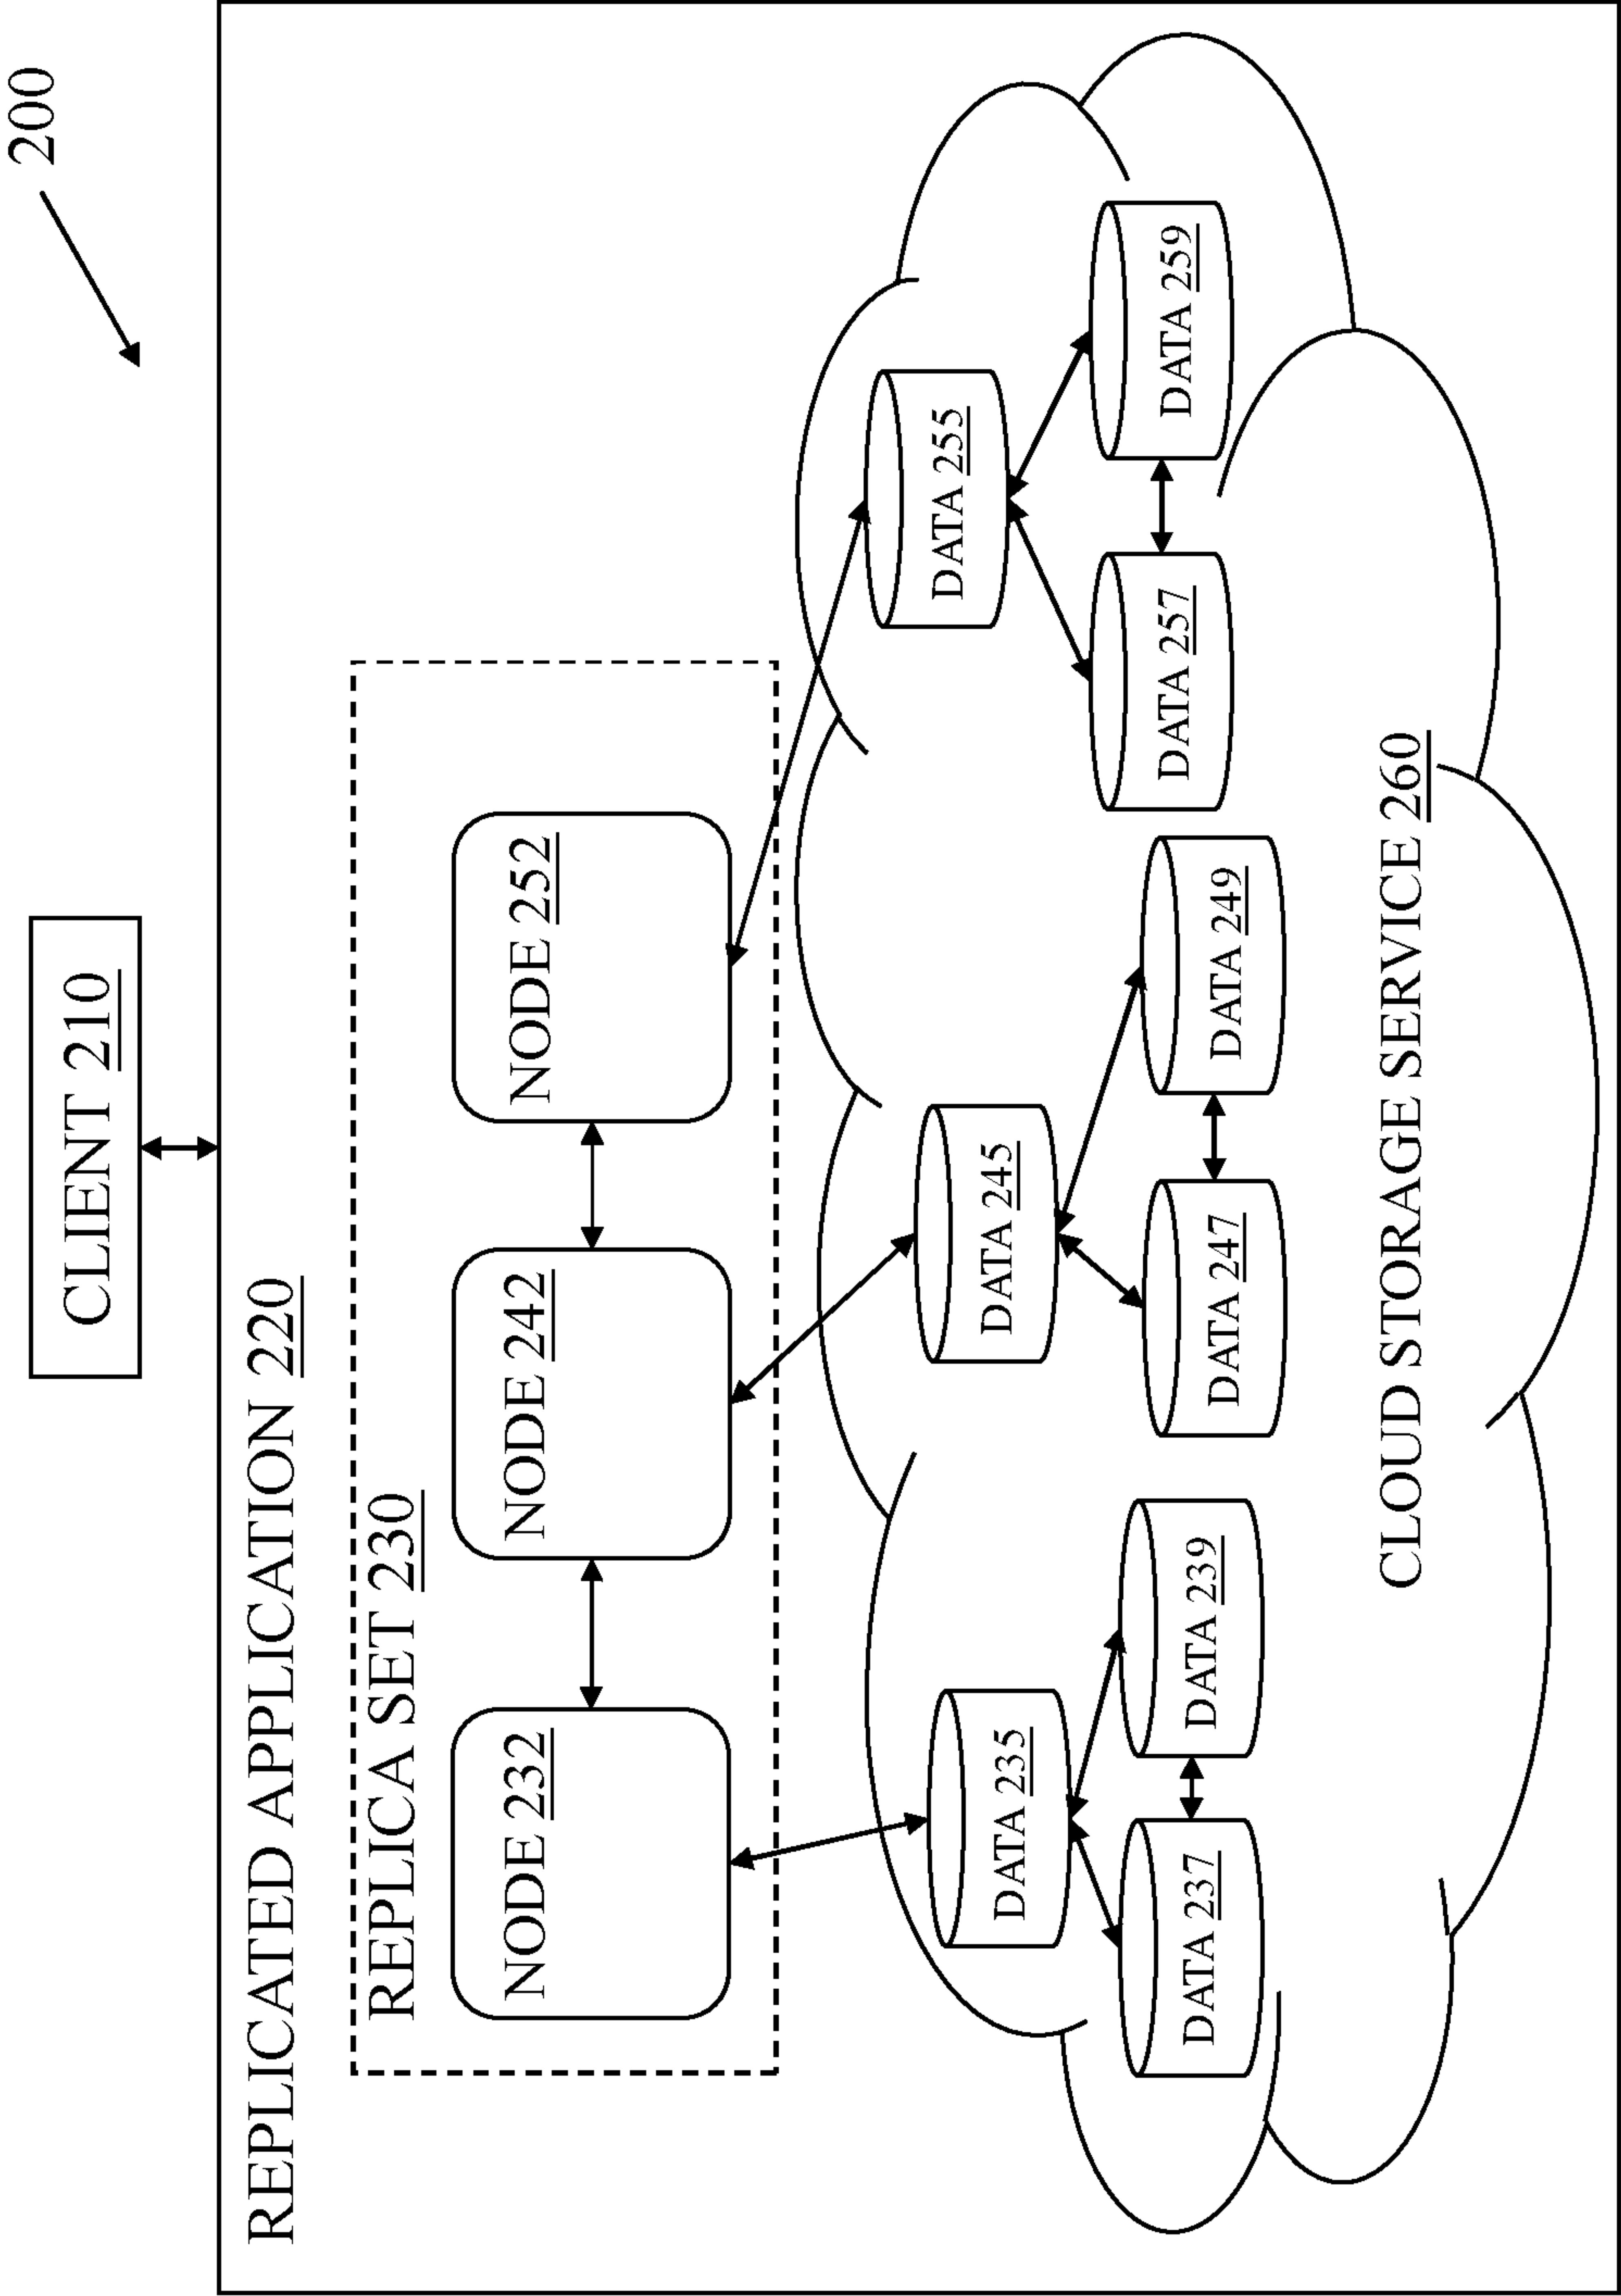 200
CLIENT 210
REPLICATED APPLICATION 220
REPLICA SET 230
NODE 232
NODE 242
NODE 252
DATA 235
DATA 245
DATA 255
DATA 237
DATA 239
DATA 247
DATA 249
DATA 257
DATA 259
CLOUD STORAGE SERVICE 260